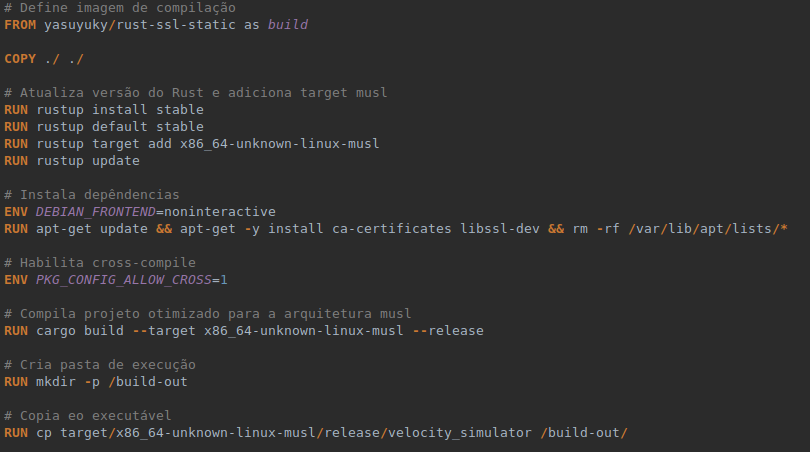 # Define imagem de compilação
FROM yasuyuky/rust-ssl-static as build
COPY ./ ./
# Atualiza versão do Rust e adiciona target musl
RUN rustup install stable
RUN rustup default stable
RUN rustup target add x86_64-unknown-linux-musl
RUN rustup update
# Instala depêndencias
ENV DEBIAN_FRONTEND=noninteractive
RUN apt-get update && apt-get -y install ca-certificates libssl-dev && rm -rf /var/lib/apt/lists/*
# Habilita cross-compile
ENV PKG_CONFIG_ALLOW_CROSS=1
# Compila projeto otimizado para a arquitetura musl
RUN cargo build --target x86_64-unknown-linux-musl --release
# Cria pasta de execução
RUN mkdir -p /build-out
# Copia eo executável
RUN cp target/x86_64-unknown-linux-musl/release/velocity_simulator /build-out/